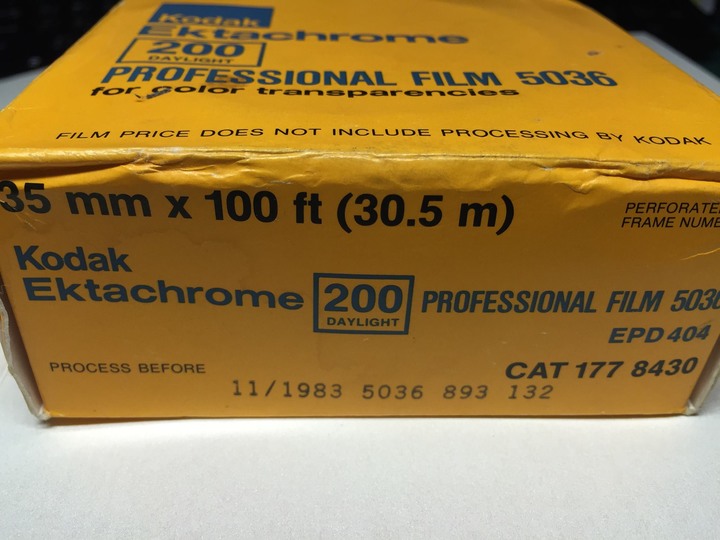 Kodak
Ektachrome
200
DAYLIGHT
PROFESSIONAL FILM 5036
for color transparencies
FILM PRICE DOES NOT INCLUDE PROCESSING BY KODAK
35 mm x 100 ft (30.5 m)
PERFORATE
FRAME NUM
Kodak
Ektachrome 200 DAYLIGHT PROFESSIONAL FILM 503
EPD 404
PROCESS BEFORE
CAT 177 8430
11/1983 5036 893 132